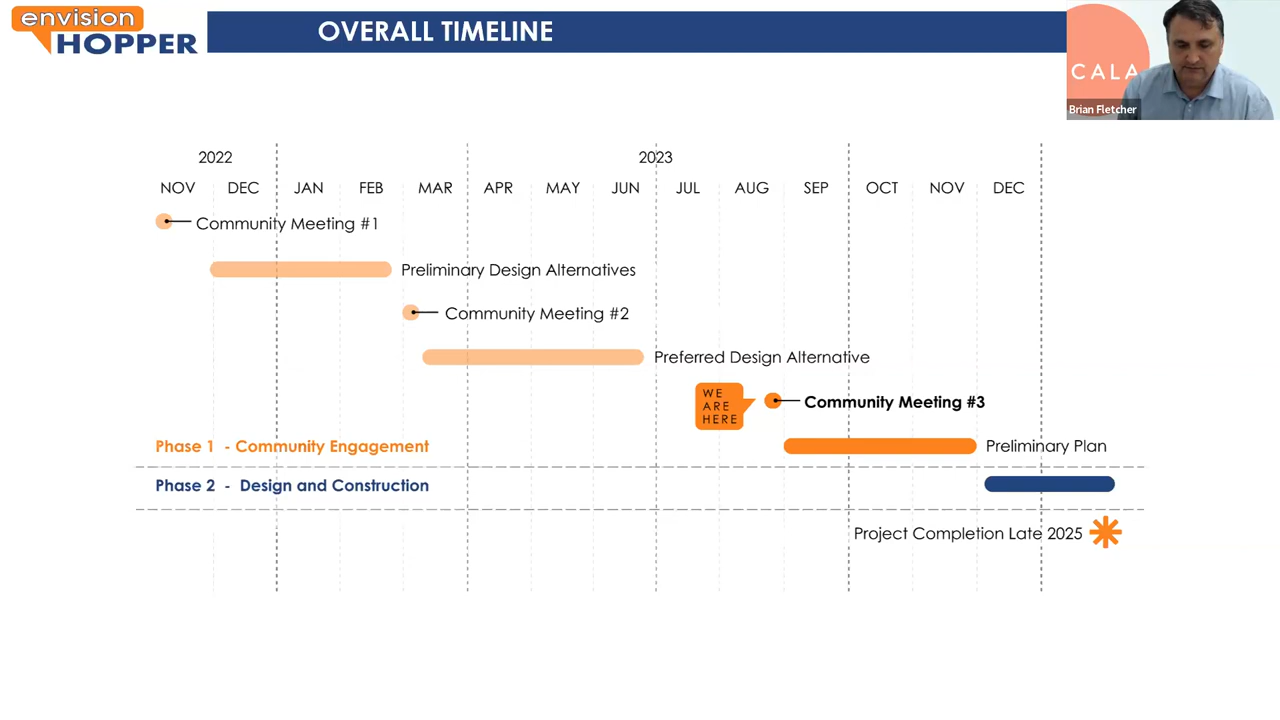 envision
HOPPER
OVERALL TIMELINE
CALA
Brian Fletcher
2022
2023
NOV DEC JAN FEB MAR APR MAY JUN JUL AUG SEP OCT NOV DEC
Community Meeting #1
Preliminary Design Alternatives
Community Meeting #2
Preferred Design Alternative
WE
ARE
HERE
Community Meeting #3
Phase 1 - Community Engagement
Preliminary Plan
Phase 2 - Design and Construction
Project Completion Late 2025